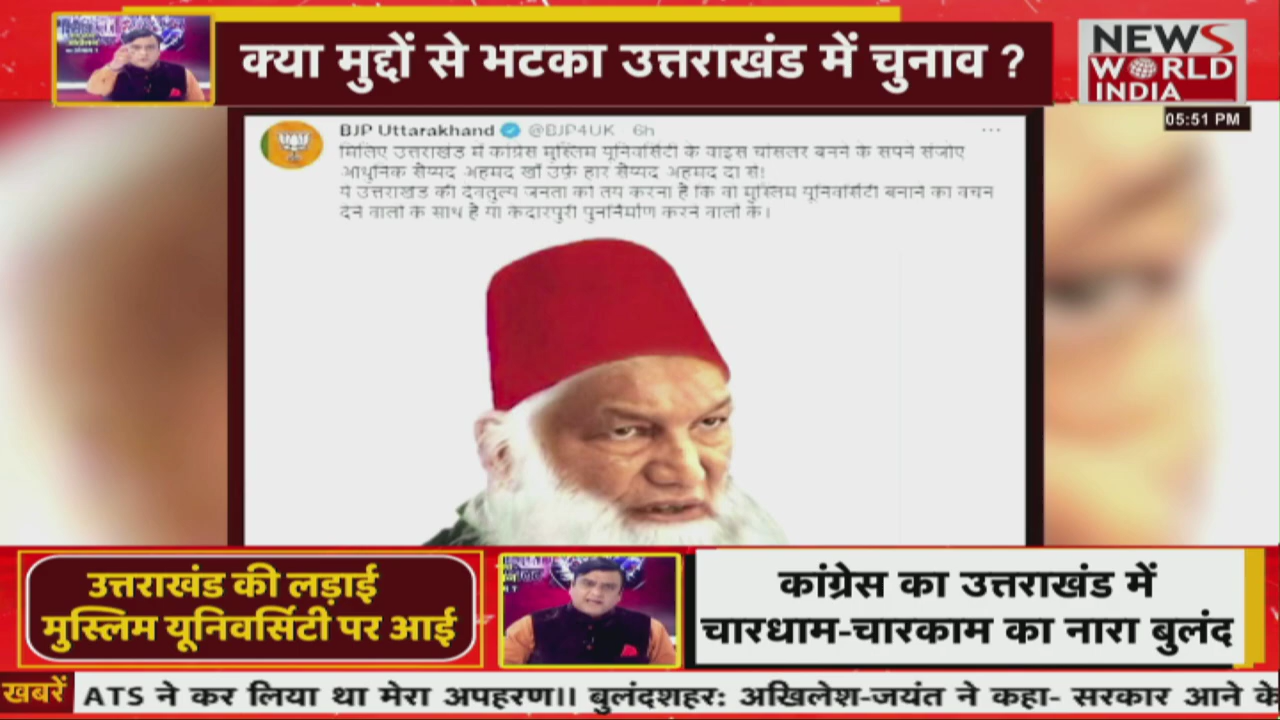 क्या मुद्दों से भटका उत्तराखंड में चुनाव ?
NEWS
WORLD
INDIA
05:51 PM
BJP Uttarakhand @BJP4UK 6h
मिलिए उत्तराखंड में कांग्रेस मुस्लिम यूनिवर्सिटी के वाइस चांसलर बनने के सपने संजोए
आधुनिक सैय्यद अहमद खाँ उर्फ़ हार सैय्यद अहमद दा से!
ये उत्तराखंड की देवतुल्य जनता को तय करना है कि वो मुस्लिम यूनिवर्सिटी बनाने का वचन
देने वालों के साथ है या केदारपुरी पुनर्निर्माण करने वालों के।
उत्तराखंड की लड़ाई
मुस्लिम यूनिवर्सिटी पर आई
कांग्रेस का उत्तराखंड में
चारधाम-चारकाम का नारा बुलंद
खबरें ATS ने कर लिया था मेरा अपहरण।। बुलंदशहर: अखिलेश-जयंत ने कहा- सरकार आने के